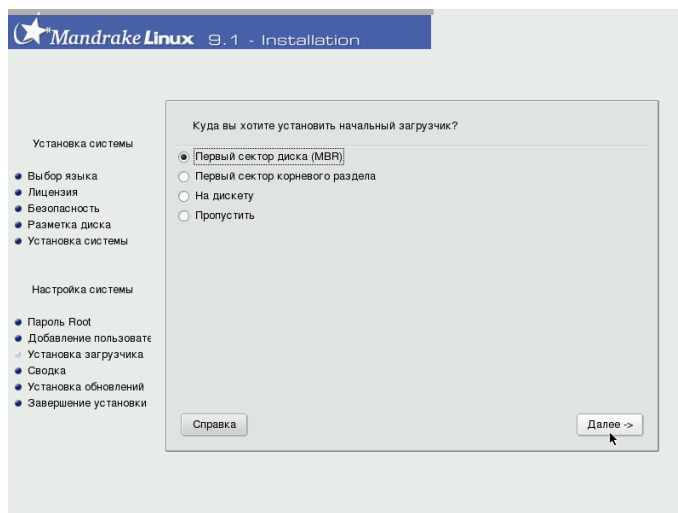 Mandrake Linux 9.1 - Installation
Куда вы хотите установить начальный загрузчик?
Первый сектор диска (MBR)
Первый сектор корневого раздела
На дискету
Пропустить
Установка системы
Выбор языка
Лицензия
Безопасность
Разметка диска
Установка системы
Настройка системы
Пароль Root
Добавление пользовате
Установка загрузчика
Сводка
Установка обновлений
Завершение установки
Справка
Далее ->